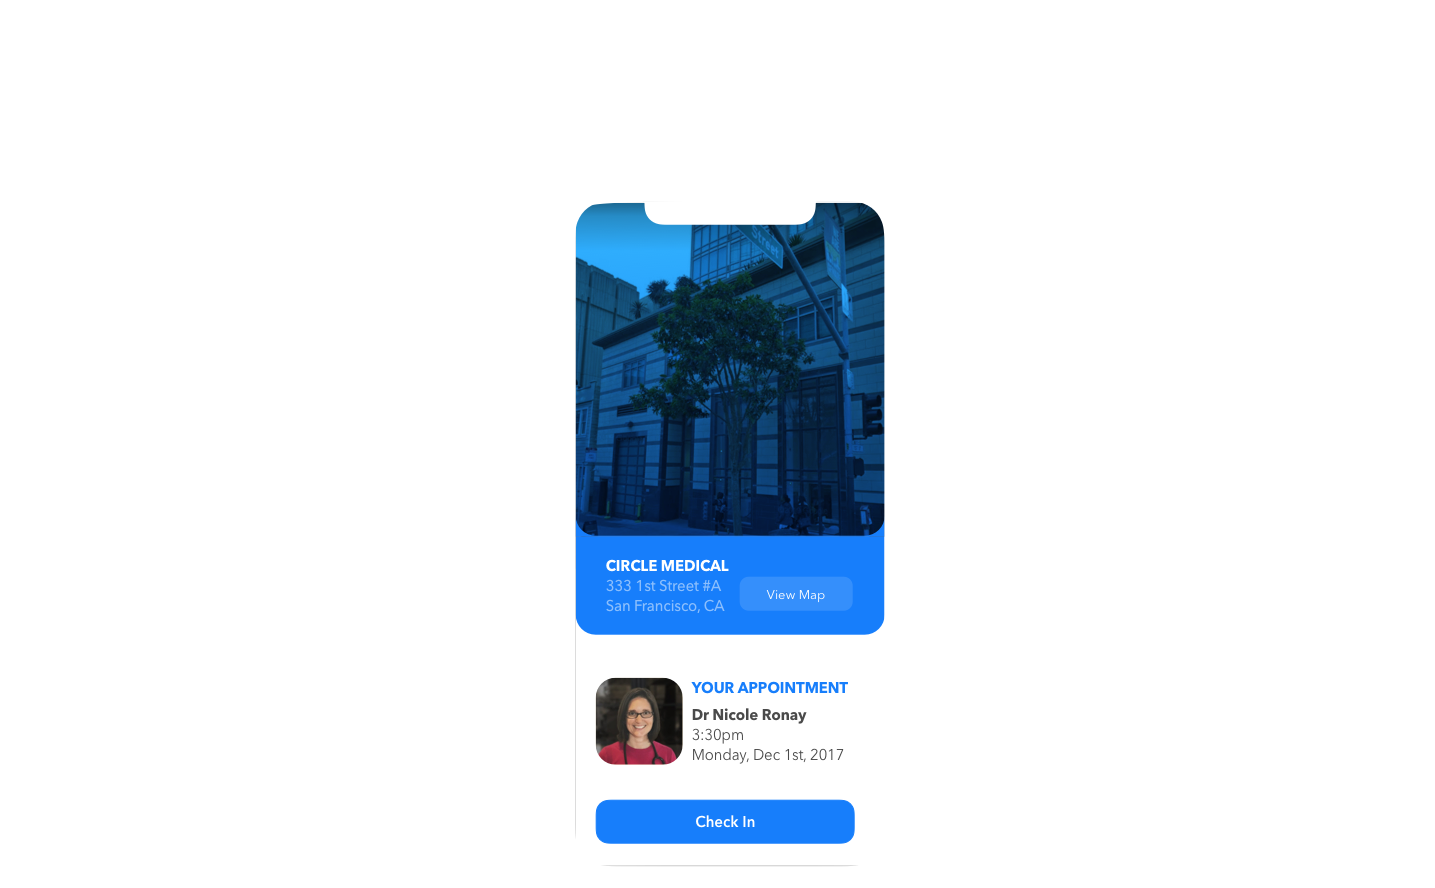 Street
CIRCLE MEDICAL
333 1st Street #A
San Francisco, CA
View Map
YOUR APPOINTMENT
Dr Nicole Ronay
3:30pm
Monday, Dec 1st, 2017
Check In